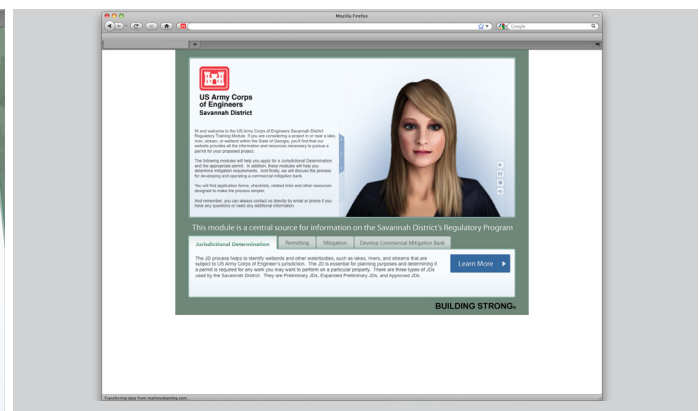 Mozilla Firefox
Google
US Army Corps
of Engineers
Savannah District
Hi and welcome to the US Army Corps of Engineers Savannah District
Regulatory Training Module. If you are considering a project in or near a lake,
river, stream, or wetland within the State of Georgia, you'll find that our
website provides all the information and resources necessary to pursue a
permit for your proposed project.
The following modules will help you apply for a Jurisdictional Determination
and the appropriate permit. In addition, these modules will help you
determine mitigation requirements. And finally, we will discuss the process
for developing and operating a commercial mitigation bank.
You will find application forms, checklists, related links and other resources
designed to make the process simpler.
And remember, you can always contact us directly by email or phone if you
have any questions or need any additional information.
This module is a central source for information on the Savannah District's Regulatory Program
Jurisdictional Determination Permitting Mitigation Develop Commercial Mitigation Bank
The JD process helps to identify wetlands and other waterbodies, such as lakes, rivers, and streams that are
subject to US Army Corps of Engineer's jurisdiction. The JD is essential for planning purposes and determining if
a permit is required for any work you may want to perform on a particular property. There are three types of JDs
used by the Savannah District. They are Preliminary JDs, Expanded Preliminary JDs, and Approved JDs.
Learn More
BUILDING STRONG®
Transferring data from